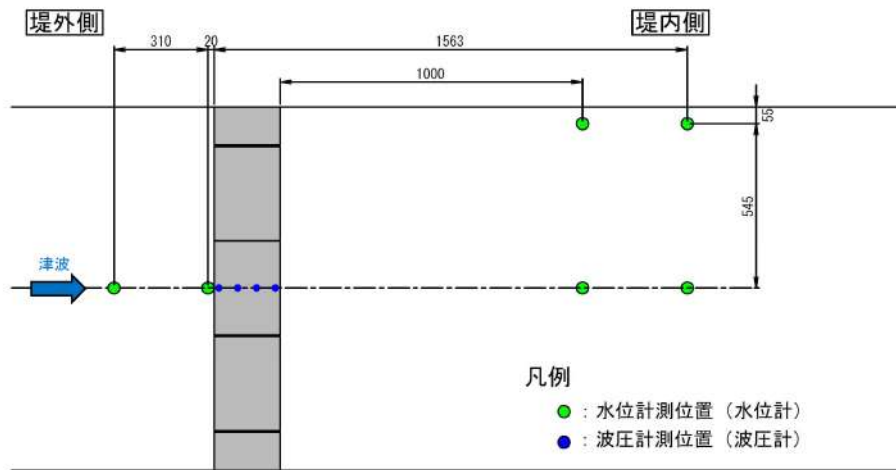 堤外側
堤内側
310
20
1563
1000
55
545
津波
凡例
: 水位計測位置 (水位計)
: 波圧計測位置 (波圧計)